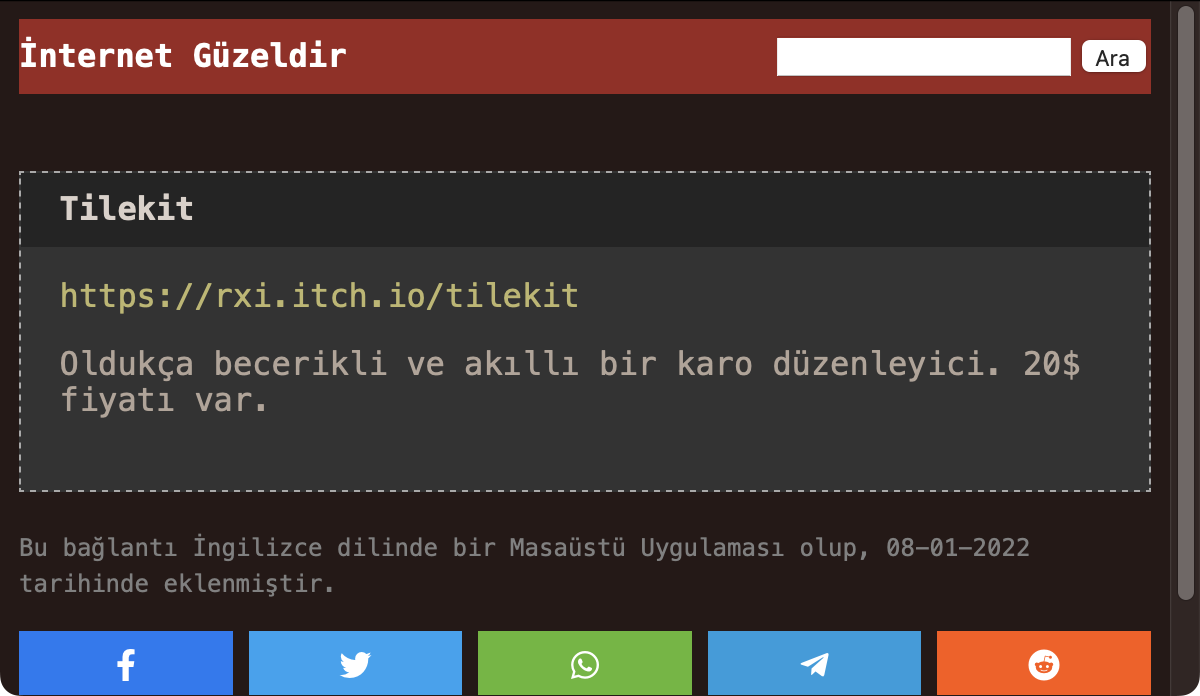 İnternet Güzeldir
Ara
Tilekit
https://rxi.itch.io/tilekit
Oldukça becerikli ve akıllı bir karo düzenleyici. 20$
fiyatı var.
Bu bağlantı İngilizce dilinde bir Masaüstü Uygulaması olup, 08-01-2022
tarihinde eklenmiştir.